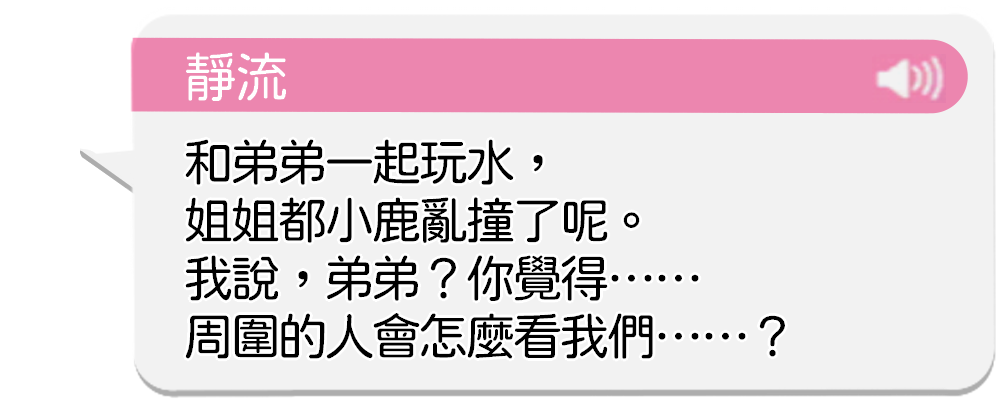 靜流
和弟弟一起玩水，
姐姐都小鹿亂撞了呢。
我說，弟弟？你覺得……
周圍的人會怎麼看我們……？